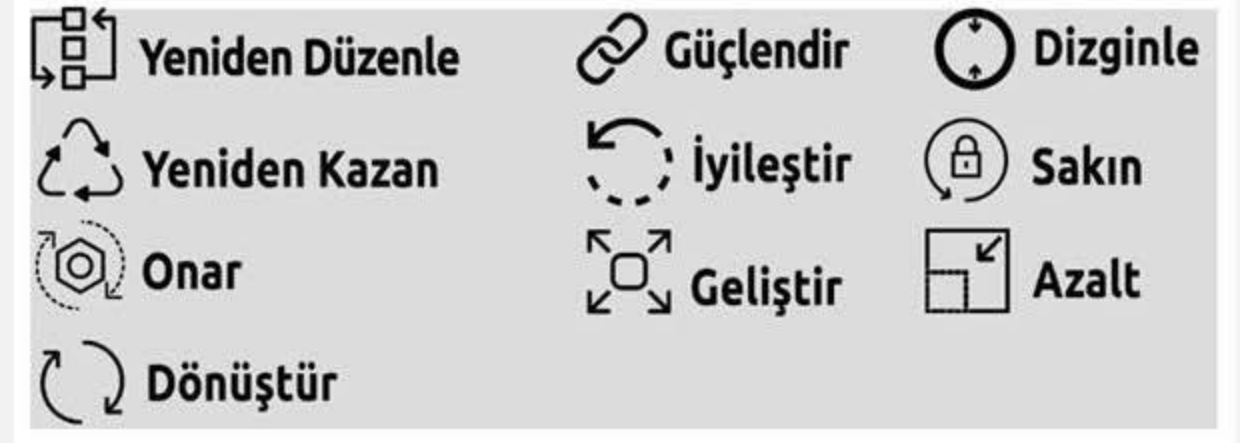 Yeniden Düzenle
Güçlendir
Dizginle
Yeniden Kazan
İyileştir
Sakın
Onar
Geliştir
Azalt
Dönüştür